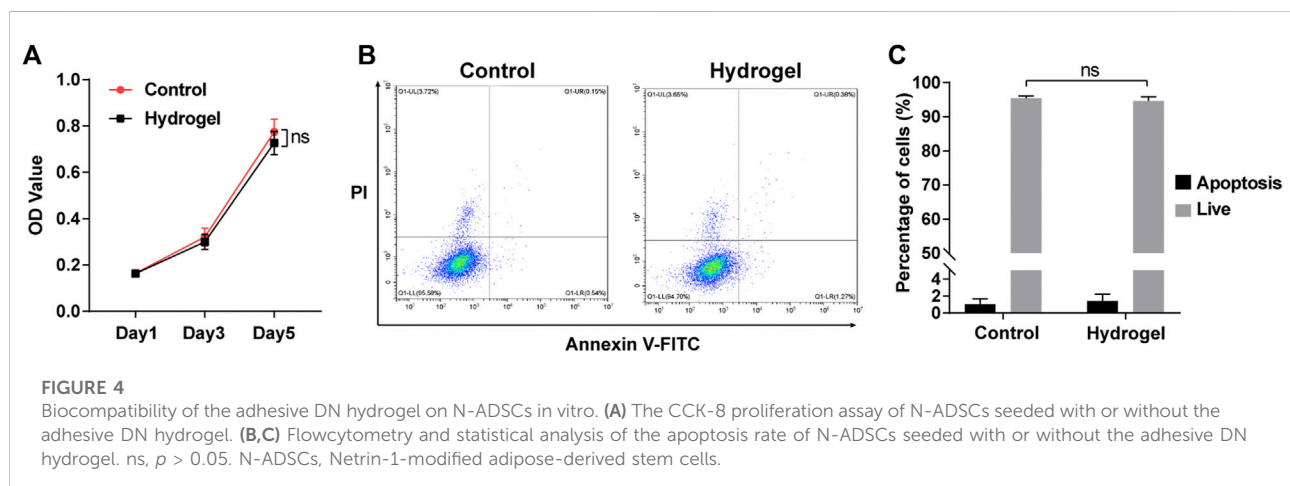 A
1.0
0.8
0.6
0.4
0.2
0.0
OD Value
Control
Hydrogel
ns
Day1 Day3 Day5
B
Control
Hydrogel
PI
Q1-UL(3.72%) Q1-UR(0.15%)
Q1-LL(95.58%) Q1-LR(0.54%)
Q1-UL(3.65%) Q1-UR(0.38%)
Q1-LL(94.70%) Q1-LR(1.27%)
Annexin V-FITC
C
ns
Percentage of cells (%)
100
90
80
70
60
50
4
2
0
Control Hydrogel
Apoptosis
Live
FIGURE 4
Biocompatibility of the adhesive DN hydrogel on N-ADSCs in vitro. (A) The CCK-8 proliferation assay of N-ADSCs seeded with or without the
adhesive DN hydrogel. (B,C) Flowcytometry and statistical analysis of the apoptosis rate of N-ADSCs seeded with or without the adhesive DN
hydrogel. ns, p > 0.05. N-ADSCs, Netrin-1-modified adipose-derived stem cells.